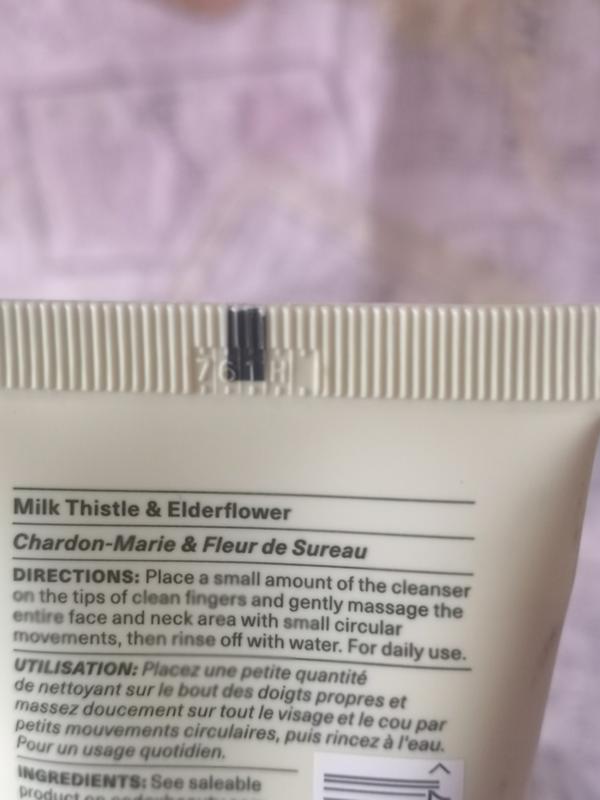 761H
Milk Thistle & Elderflower
Chardon-Marie & Fleur de Sureau
DIRECTIONS: Place a small amount of the cleanser
on the tips of clean fingers and gently massage the
entire face and neck area with small circular
movements, then rinse off with water. For daily use.
UTILISATION: Placez une petite quantité
de nettoyant sur le bout des doigts propres et
massez doucement sur tout le visage et le cou par
petits mouvements circulaires, puis rincez à l'eau.
Pour un usage quotidien.
INGREDIENTS: See saleable
product on